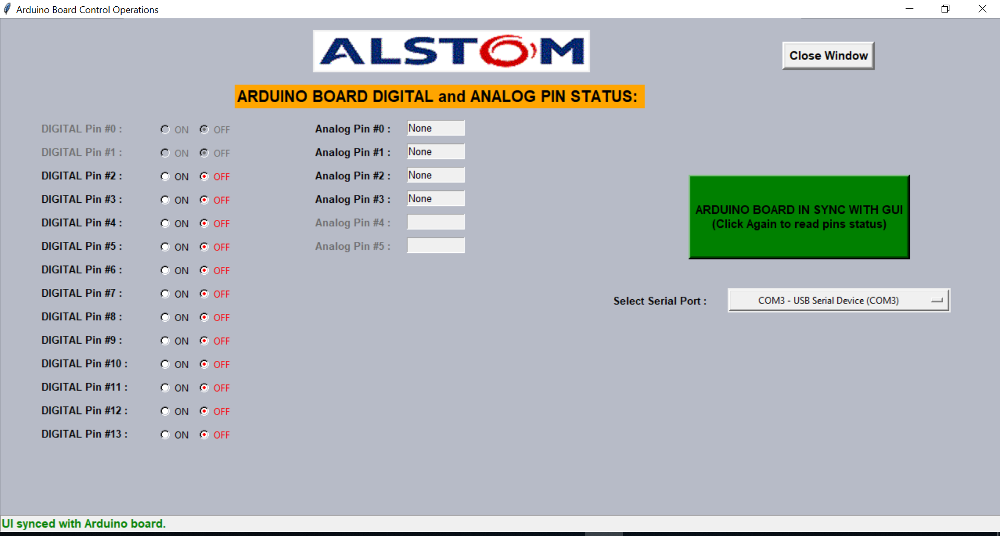 Arduino Board Control Operations
ALSTOM
Close Window
ARDUINO BOARD DIGITAL and ANALOG PIN STATUS:
DIGITAL Pin #0 : ON OFF Analog Pin #0 : None
DIGITAL Pin #1 : ON OFF Analog Pin #1 : None
DIGITAL Pin #2 : ON OFF Analog Pin #2 : None
DIGITAL Pin #3 : ON OFF Analog Pin #3 : None
DIGITAL Pin #4 : ON OFF Analog Pin #4 :
DIGITAL Pin #5 : ON OFF Analog Pin #5 :
DIGITAL Pin #6 : ON OFF
DIGITAL Pin #7 : ON OFF
DIGITAL Pin #8 : ON OFF
DIGITAL Pin #9 : ON OFF
DIGITAL Pin #10 : ON OFF
DIGITAL Pin #11 : ON OFF
DIGITAL Pin #12 : ON OFF
DIGITAL Pin #13 : ON OFF
ARDUINO BOARD IN SYNC WITH GUI
(Click Again to read pins status)
Select Serial Port : COM3 - USB Serial Device (COM3)
UI synced with Arduino board.